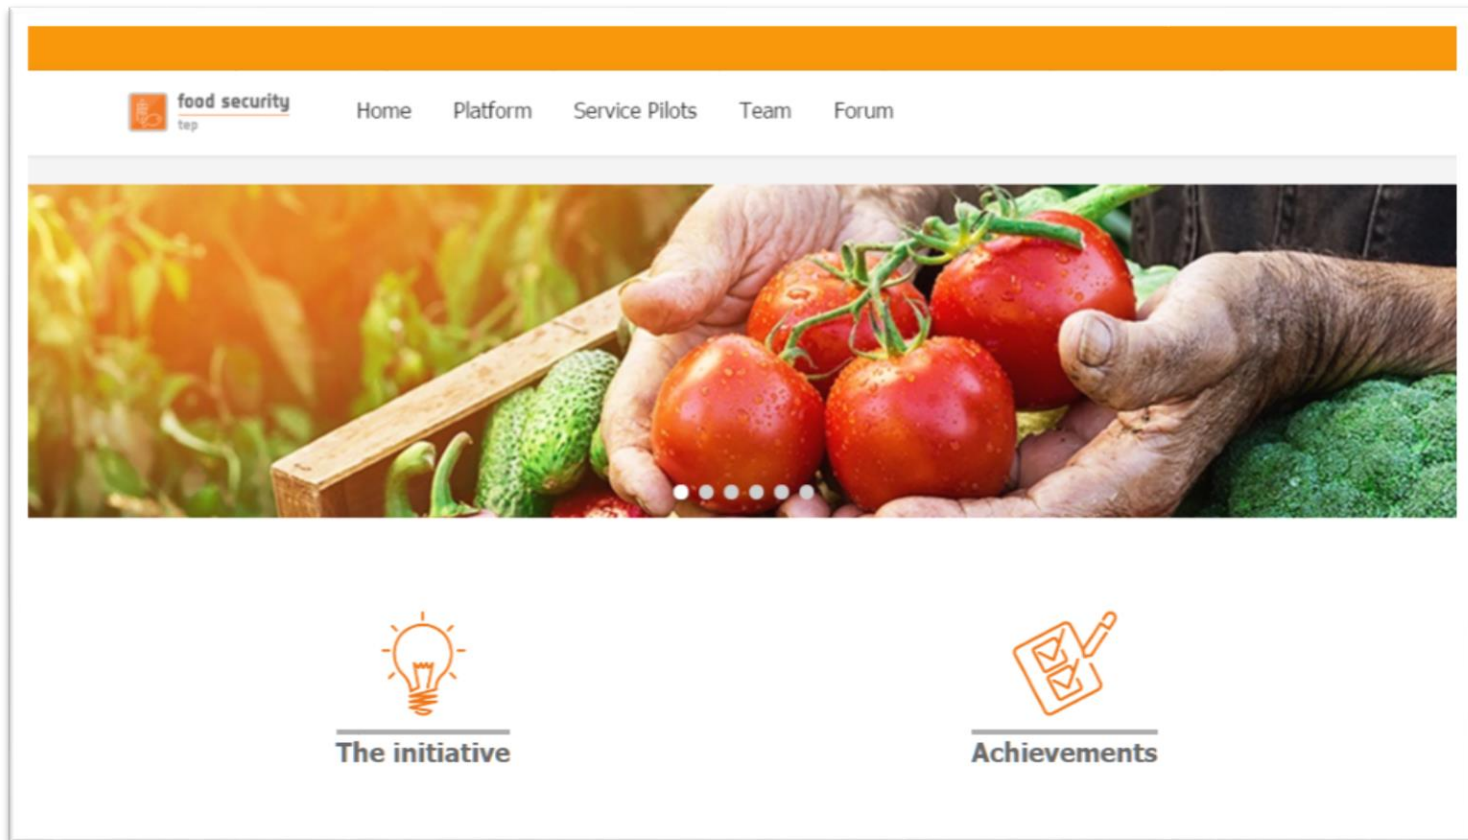 food security
tep
Home Platform Service Pilots Team Forum
The initiative
Achievements